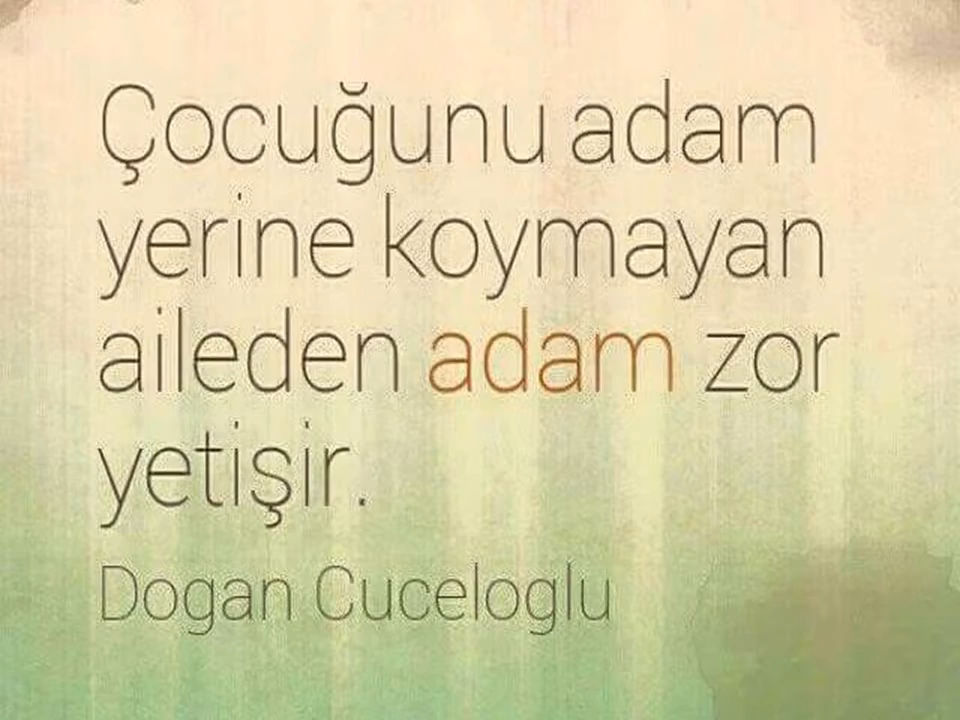 Çocuğunu adam
yerine koymayan
aileden adam zor
yetişir.
Dogan Cuceloglu